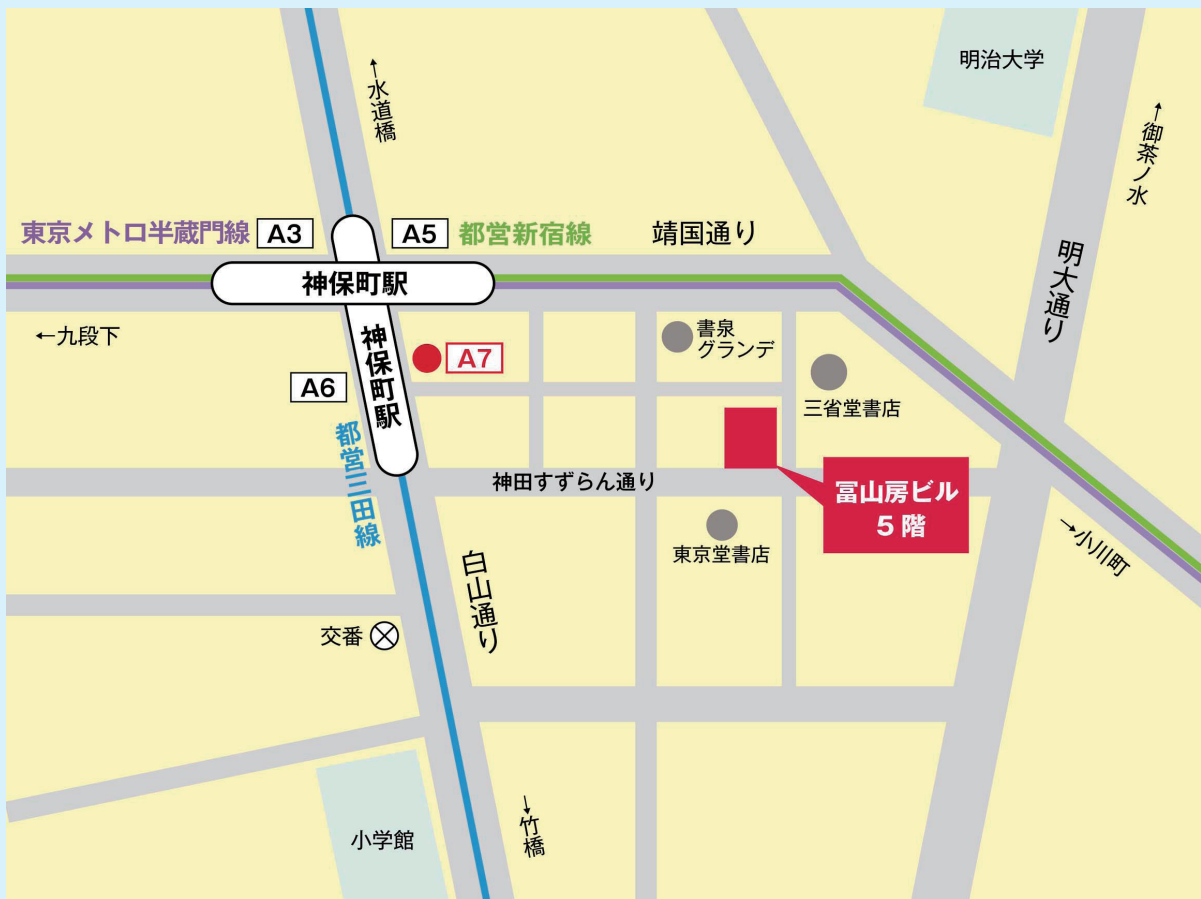 明治大学
←水道橋
←御茶ノ水
東京メトロ半蔵門線
A3
A5
都営新宿線
靖国通り
明大通り
神保町駅
←九段下
神保町駅
A7
A6
書泉
グランデ
三省堂書店
都営三田線
神田すずらん通り
冨山房ビル
5階
東京堂書店
→小川町
白山通り
交番
→竹橋
小学館